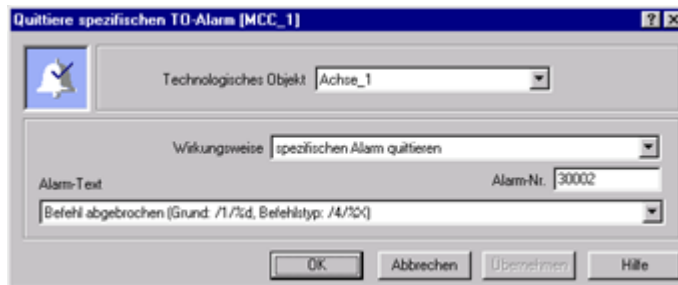 Quittiere spezifischen TO-Alarm [MCC_1]
Technologisches Objekt Achse_1
Wirkungsweise spezifischen Alarm quittieren
Alarm-Text Alarm-Nr. 30002
Befehl abgebrochen (Grund: /1/%d, Befehlstyp: /4/%X)
OK Abbrechen Übernehmen Hilfe